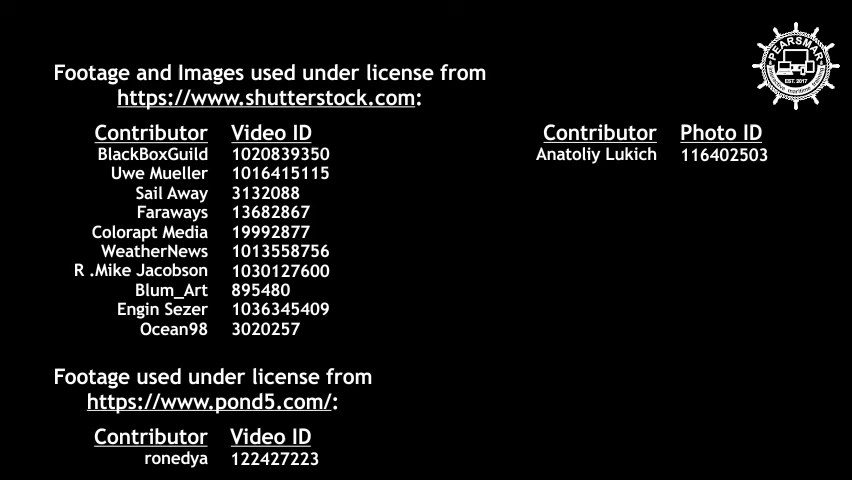 PEARSMAR
EST. 2017
Footage and Images used under license from
https://www.shutterstock.com:
Contributor Video ID
BlackBoxGuild 1020839350
Uwe Mueller 1016415115
Sail Away 3132088
Faraways 13682867
Colorapt Media 19992877
WeatherNews 1013558756
R .Mike Jacobson 1030127600
Blum_Art 895480
Engin Sezer 1036345409
Ocean98 3020257
Contributor Photo ID
Anatoliy Lukich 116402503
Footage used under license from
https://www.pond5.com/:
Contributor Video ID
ronedya 122427223